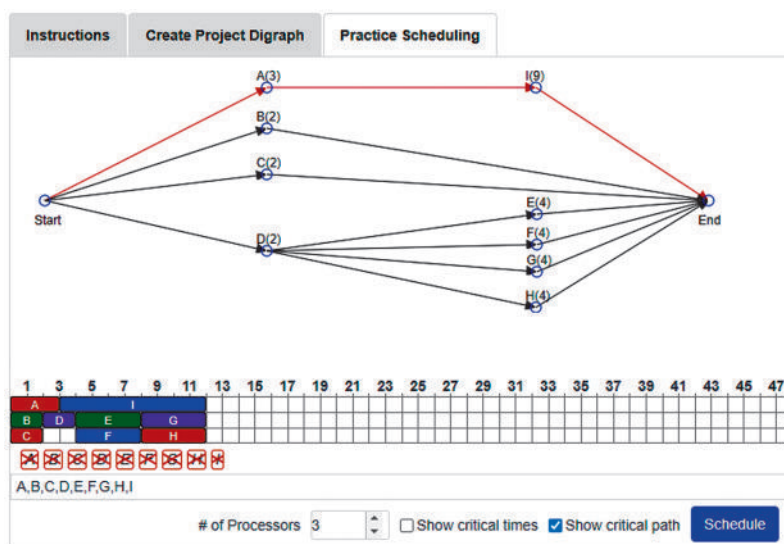 Instructions Create Project Digraph Practice Scheduling
A(3) I(9)
B(2)
C(2)
Start E(4) End
F(4)
D(2) G(4)
H(4)
1 3 5 7 9 11 13 15 17 19 21 23 25 27 29 31 33 35 37 39 41 43 45 47
A I
B D E G
C F H
A B C D E F G H I
A,B,C,D,E,F,G,H,I
# of Processors 3 Show critical times Show critical path Schedule